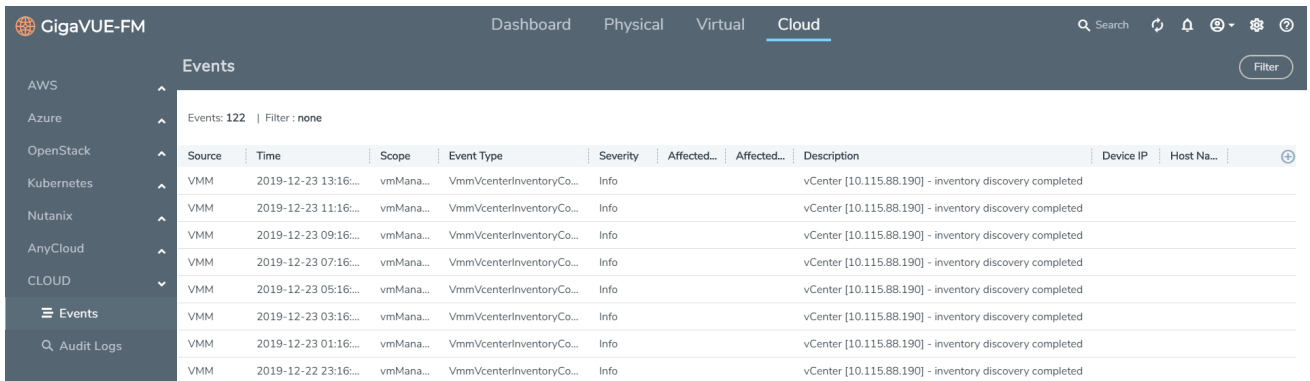 GigaVUE-FM Dashboard Physical Virtual Cloud Search
Events Filter
AWS
Azure
OpenStack
Kubernetes
Nutanix
AnyCloud
CLOUD
Events
Audit Logs
Events: 122 | Filter : none
Source Time Scope Event Type Severity Affected... Affected... Description Device IP Host Na...
VMM 2019-12-23 13:16:... vmMana... VmmVcenterInventoryCo... Info vCenter [10.115.88.190] - inventory discovery completed
VMM 2019-12-23 11:16:... vmMana... VmmVcenterInventoryCo... Info vCenter [10.115.88.190] - inventory discovery completed
VMM 2019-12-23 09:16:... vmMana... VmmVcenterInventoryCo... Info vCenter [10.115.88.190] - inventory discovery completed
VMM 2019-12-23 07:16:... vmMana... VmmVcenterInventoryCo... Info vCenter [10.115.88.190] - inventory discovery completed
VMM 2019-12-23 05:16:... vmMana... VmmVcenterInventoryCo... Info vCenter [10.115.88.190] - inventory discovery completed
VMM 2019-12-23 03:16:... vmMana... VmmVcenterInventoryCo... Info vCenter [10.115.88.190] - inventory discovery completed
VMM 2019-12-23 01:16:... vmMana... VmmVcenterInventoryCo... Info vCenter [10.115.88.190] - inventory discovery completed
VMM 2019-12-22 23:16:... vmMana... VmmVcenterInventoryCo... Info vCenter [10.115.88.190] - inventory discovery completed